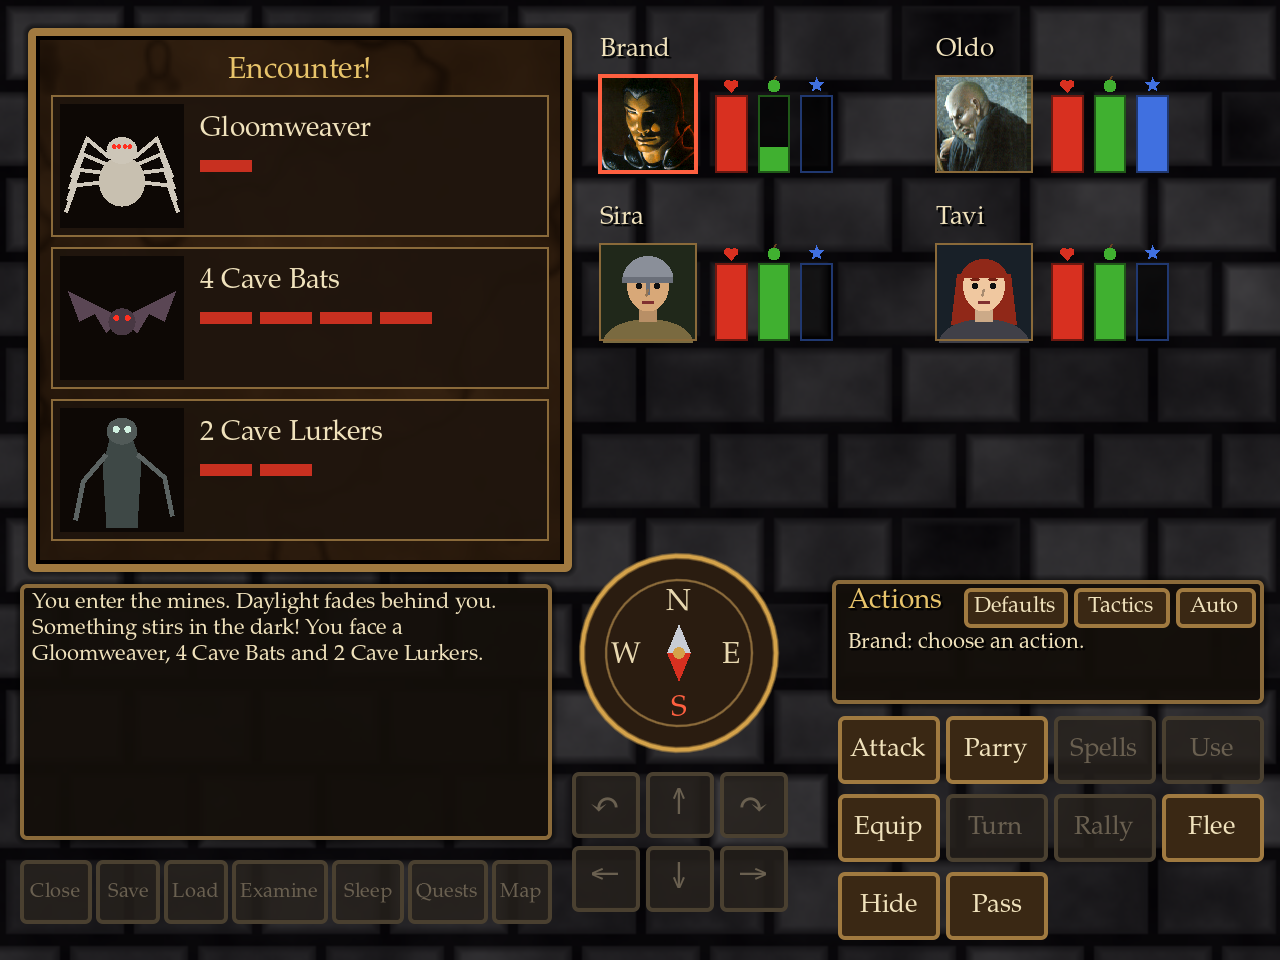 Encounter!
Gloomweaver
4 Cave Bats
2 Cave Lurkers
Brand
Oldo
Sira
Tavi
You enter the mines. Daylight fades behind you.
Something stirs in the dark! You face a
Gloomweaver, 4 Cave Bats and 2 Cave Lurkers.
N
W E
S
Actions Defaults Tactics Auto
Brand: choose an action.
Attack Parry Spells Use
Equip Turn Rally Flee
Hide Pass
Close Save Load Examine Sleep Quests Map